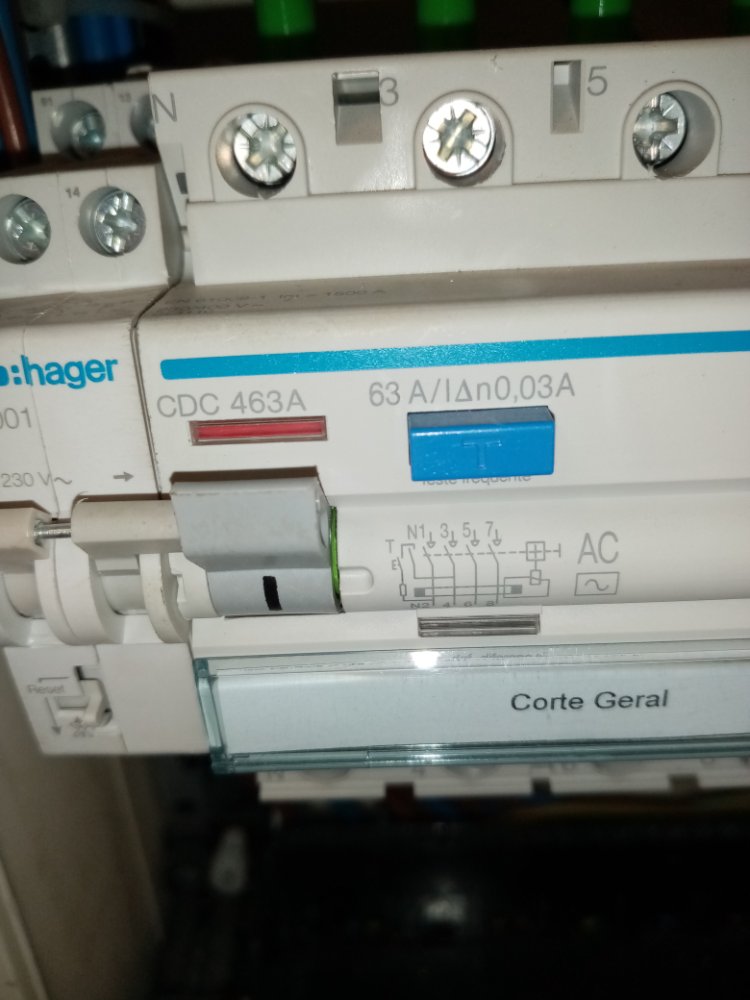 N 3 5
14
:hager
CDC 463A
63 A/IΔn0,03A
001
230 V~ →
T
N1 3 5 7
T
E
AC
N2 4 6 8
Reset
Corte Geral